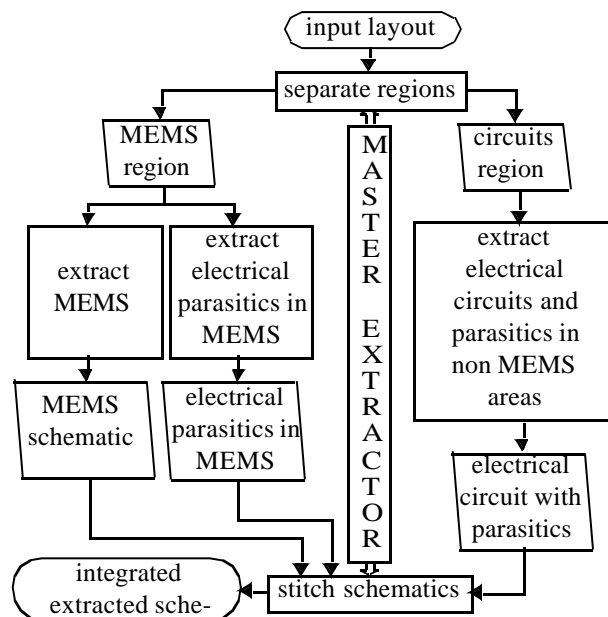 input layout
separate regions
MEMS
region
circuits
region
MASTER EXTRACTOR
extract
MEMS
extract
electrical
parasitics in
MEMS
extract
electrical
circuits and
parasitics in
non MEMS
areas
MEMS
schematic
electrical
parasitics in
MEMS
electrical
circuit with
parasitics
integrated
extracted sche-
stitch schematics